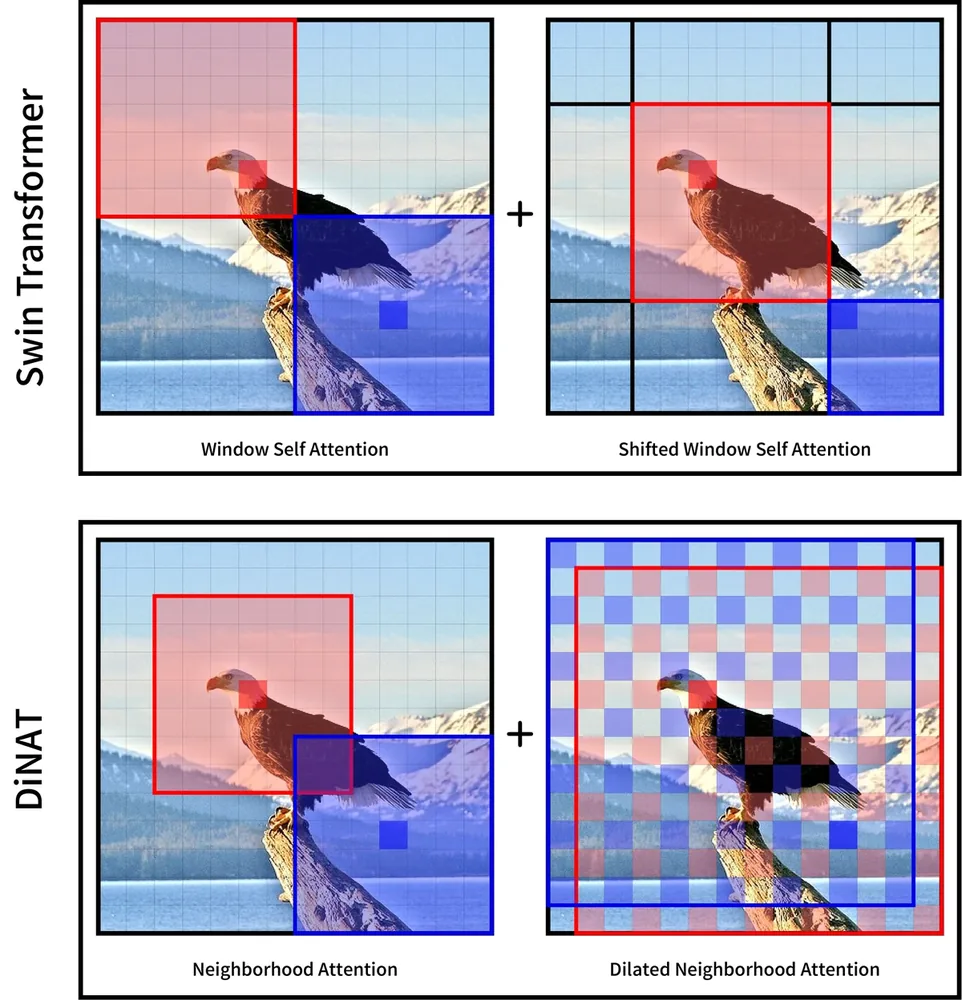 Swin Transformer
+
Window Self Attention
Shifted Window Self Attention
DiNAT
+
Neighborhood Attention
Dilated Neighborhood Attention